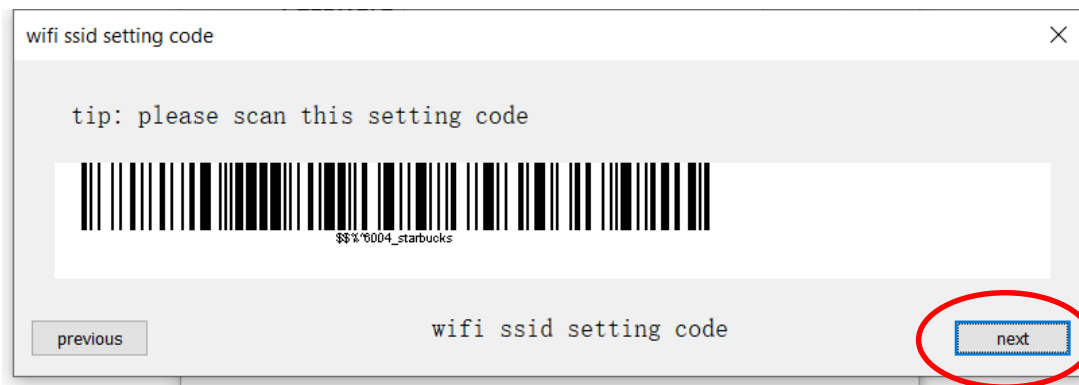 wifi ssid setting code
tip: please scan this setting code
$$%^6004_starbucks
previous
wifi ssid setting code
next